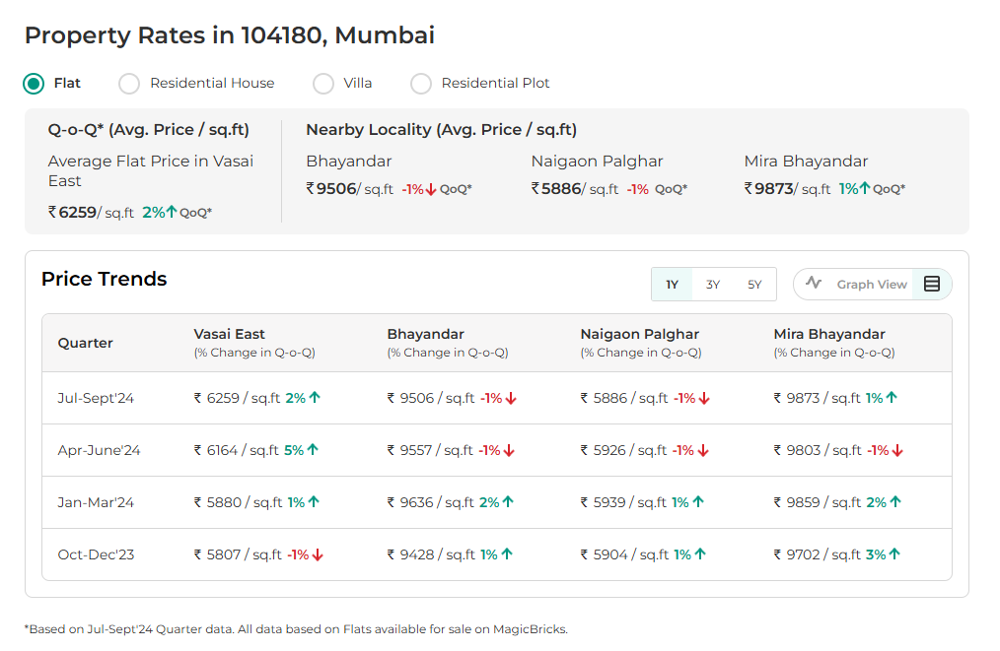 Property Rates in 104180, Mumbai
Flat Residential House Villa Residential Plot
Q-o-Q* (Avg. Price / sq.ft)
Average Flat Price in Vasai
East
₹6259/ sq.ft 2%↑QoQ*
Nearby Locality (Avg. Price / sq.ft)
Bhayandar
₹9506/ sq.ft -1%↓QoQ*
Naigaon Palghar
₹5886/ sq.ft -1% QoQ*
Mira Bhayandar
₹9873/ sq.ft 1%↑QoQ*
Price Trends
1Y 3Y 5Y Graph View
Quarter
Vasai East
(% Change in Q-o-Q)
Bhayandar
(% Change in Q-o-Q)
Naigaon Palghar
(% Change in Q-o-Q)
Mira Bhayandar
(% Change in Q-o-Q)
Jul-Sept'24 ₹ 6259 / sq.ft 2%↑ ₹ 9506 / sq.ft -1%↓ ₹ 5886 / sq.ft -1%↓ ₹ 9873 / sq.ft 1%↑
Apr-June'24 ₹ 6164 / sq.ft 5%↑ ₹ 9557 / sq.ft -1%↓ ₹ 5926 / sq.ft -1%↓ ₹ 9803 / sq.ft -1%↓
Jan-Mar'24 ₹ 5880 / sq.ft 1%↑ ₹ 9636 / sq.ft 2%↑ ₹ 5939 / sq.ft 1%↑ ₹ 9859 / sq.ft 2%↑
Oct-Dec'23 ₹ 5807 / sq.ft -1%↓ ₹ 9428 / sq.ft 1%↑ ₹ 5904 / sq.ft 1%↑ ₹ 9702 / sq.ft 3%↑
*Based on Jul-Sept'24 Quarter data. All data based on Flats available for sale on MagicBricks.